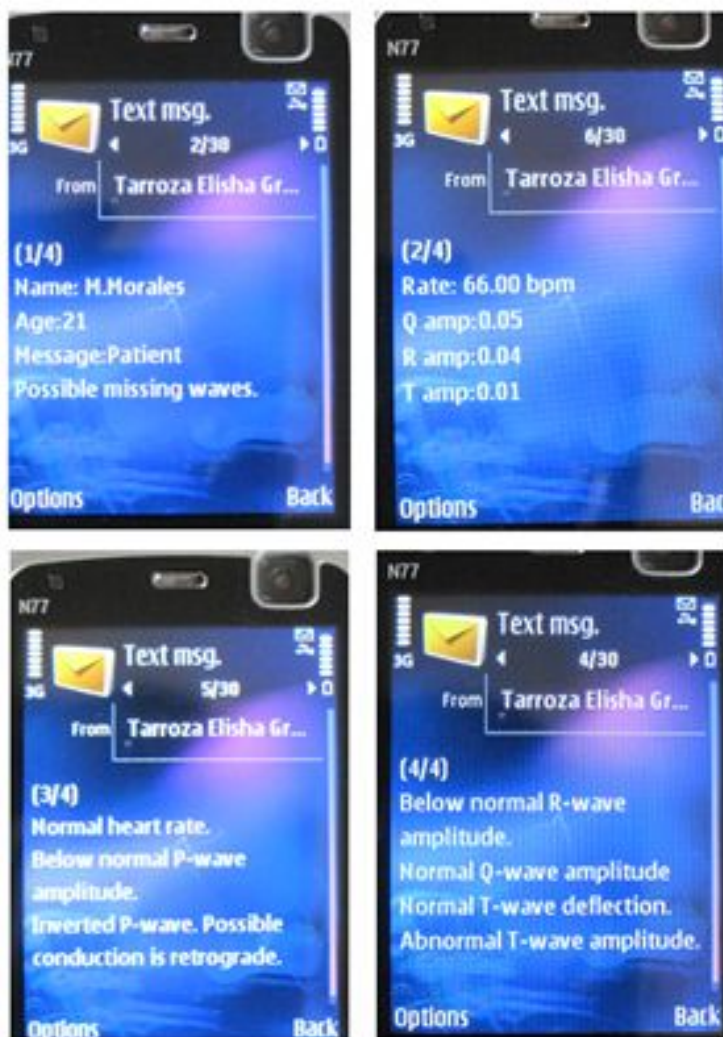 N77
Text msg.
2/30
3G
From Tarroza Elisha Gr...
(1/4)
Name: M.Morales
Age:21
Message:Patient
Possible missing waves.
Options Back
N77
Text msg.
6/30
3G
From Tarroza Elisha Gr...
(2/4)
Rate: 66.00 bpm
Q amp:0.05
R amp:0.04
T amp:0.01
Options Back
N77
Text msg.
5/30
3G
From Tarroza Elisha Gr...
(3/4)
Normal heart rate.
Below normal P-wave
amplitude.
Inverted P-wave. Possible
conduction is retrograde.
Options Back
N77
Text msg.
4/30
3G
From Tarroza Elisha Gr...
(4/4)
Below normal R-wave
amplitude.
Normal Q-wave amplitude
Normal T-wave deflection.
Abnormal T-wave amplitude.
Options Back